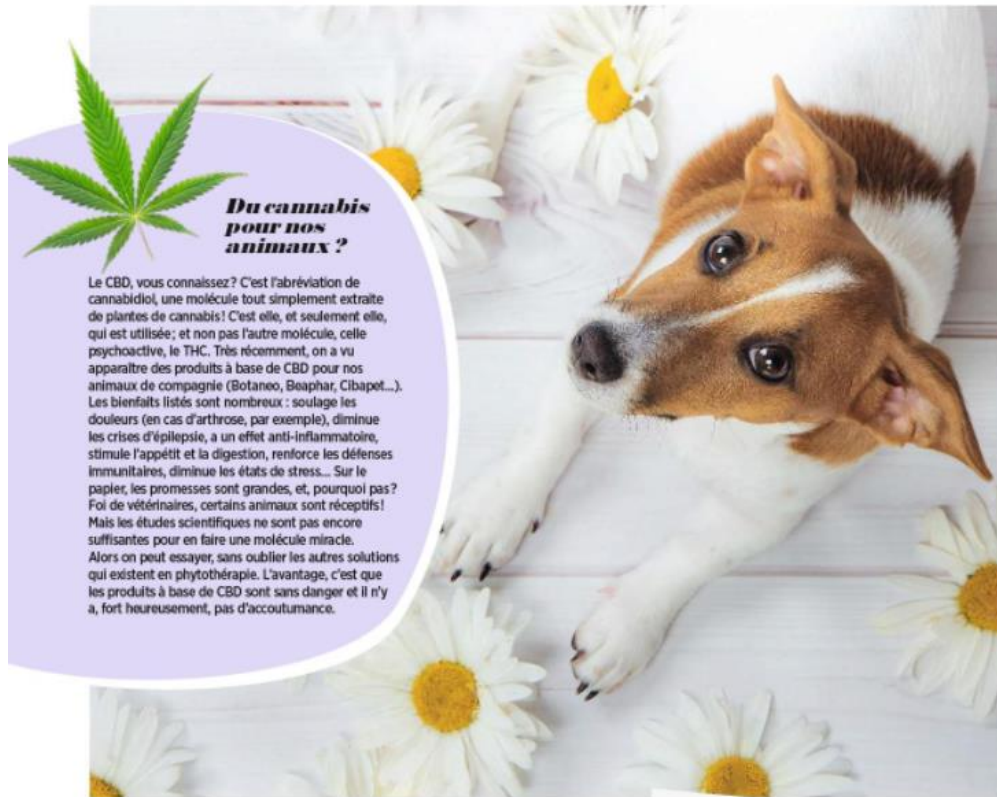 Du cannabis
pour nos
animaux ?
Le CBD, vous connaissez? C'est l'abréviation de
cannabidiol, une molécule tout simplement extraite
de plantes de cannabis! C'est elle, et seulement elle,
qui est utilisée; et non pas l'autre molécule, celle
psychoactive, le THC. Très récemment, on a vu
apparaître des produits à base de CBD pour nos
animaux de compagnie (Botaneo, Beaphar, Cibapet...).
Les bienfaits listés sont nombreux : soulage les
douleurs (en cas d'arthrose, par exemple), diminue
les crises d'épilepsie, a un effet anti-inflammatoire,
stimule l'appétit et la digestion, renforce les défenses
immunitaires, diminue les états de stress... Sur le
papier, les promesses sont grandes, et, pourquoi pas?
Foi de vétérinaires, certains animaux sont réceptifs!
Mais les études scientifiques ne sont pas encore
suffisantes pour en faire une molécule miracle.
Alors on peut essayer, sans oublier les autres solutions
qui existent en phytothérapie. L'avantage, c'est que
les produits à base de CBD sont sans danger et il n'y
a, fort heureusement, pas d'accoutumance.